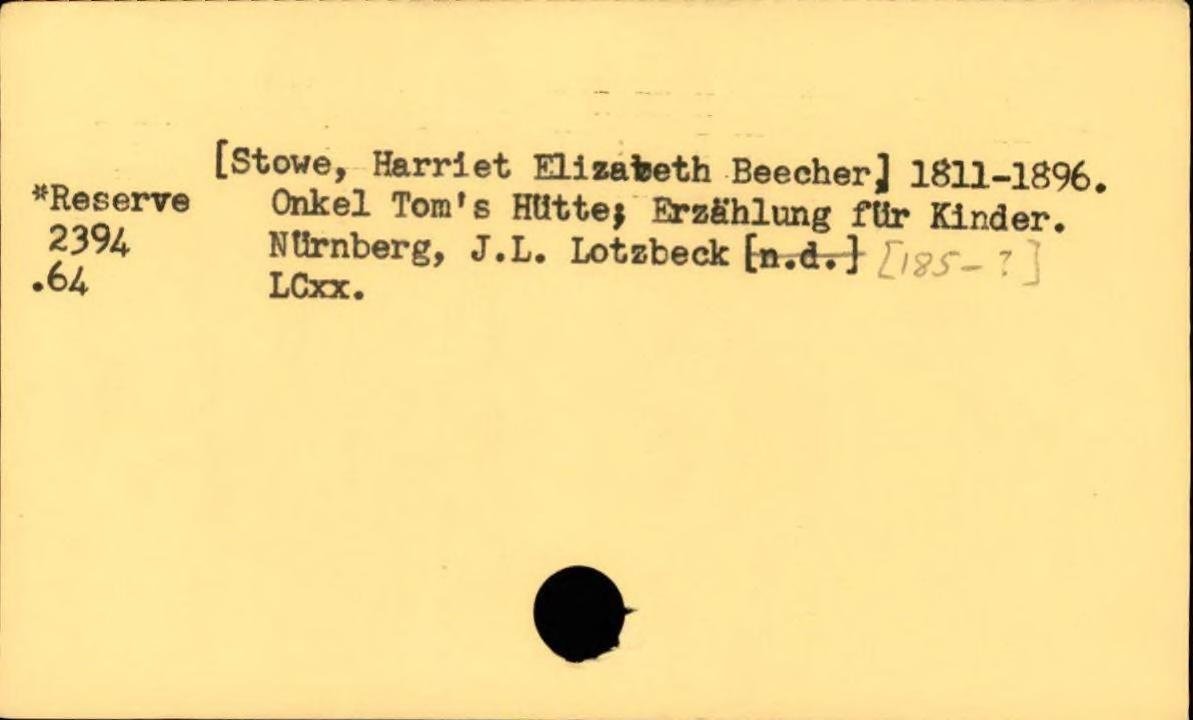 [Stowe, Harriet Elizabeth Beecher] 1811-1896.
*Reserve Onkel Tom's Hütte; Erzählung für Kinder.
2394 Nürnberg, J.L. Lotzbeck [n.d.] [185-?]
.64 LCxx.